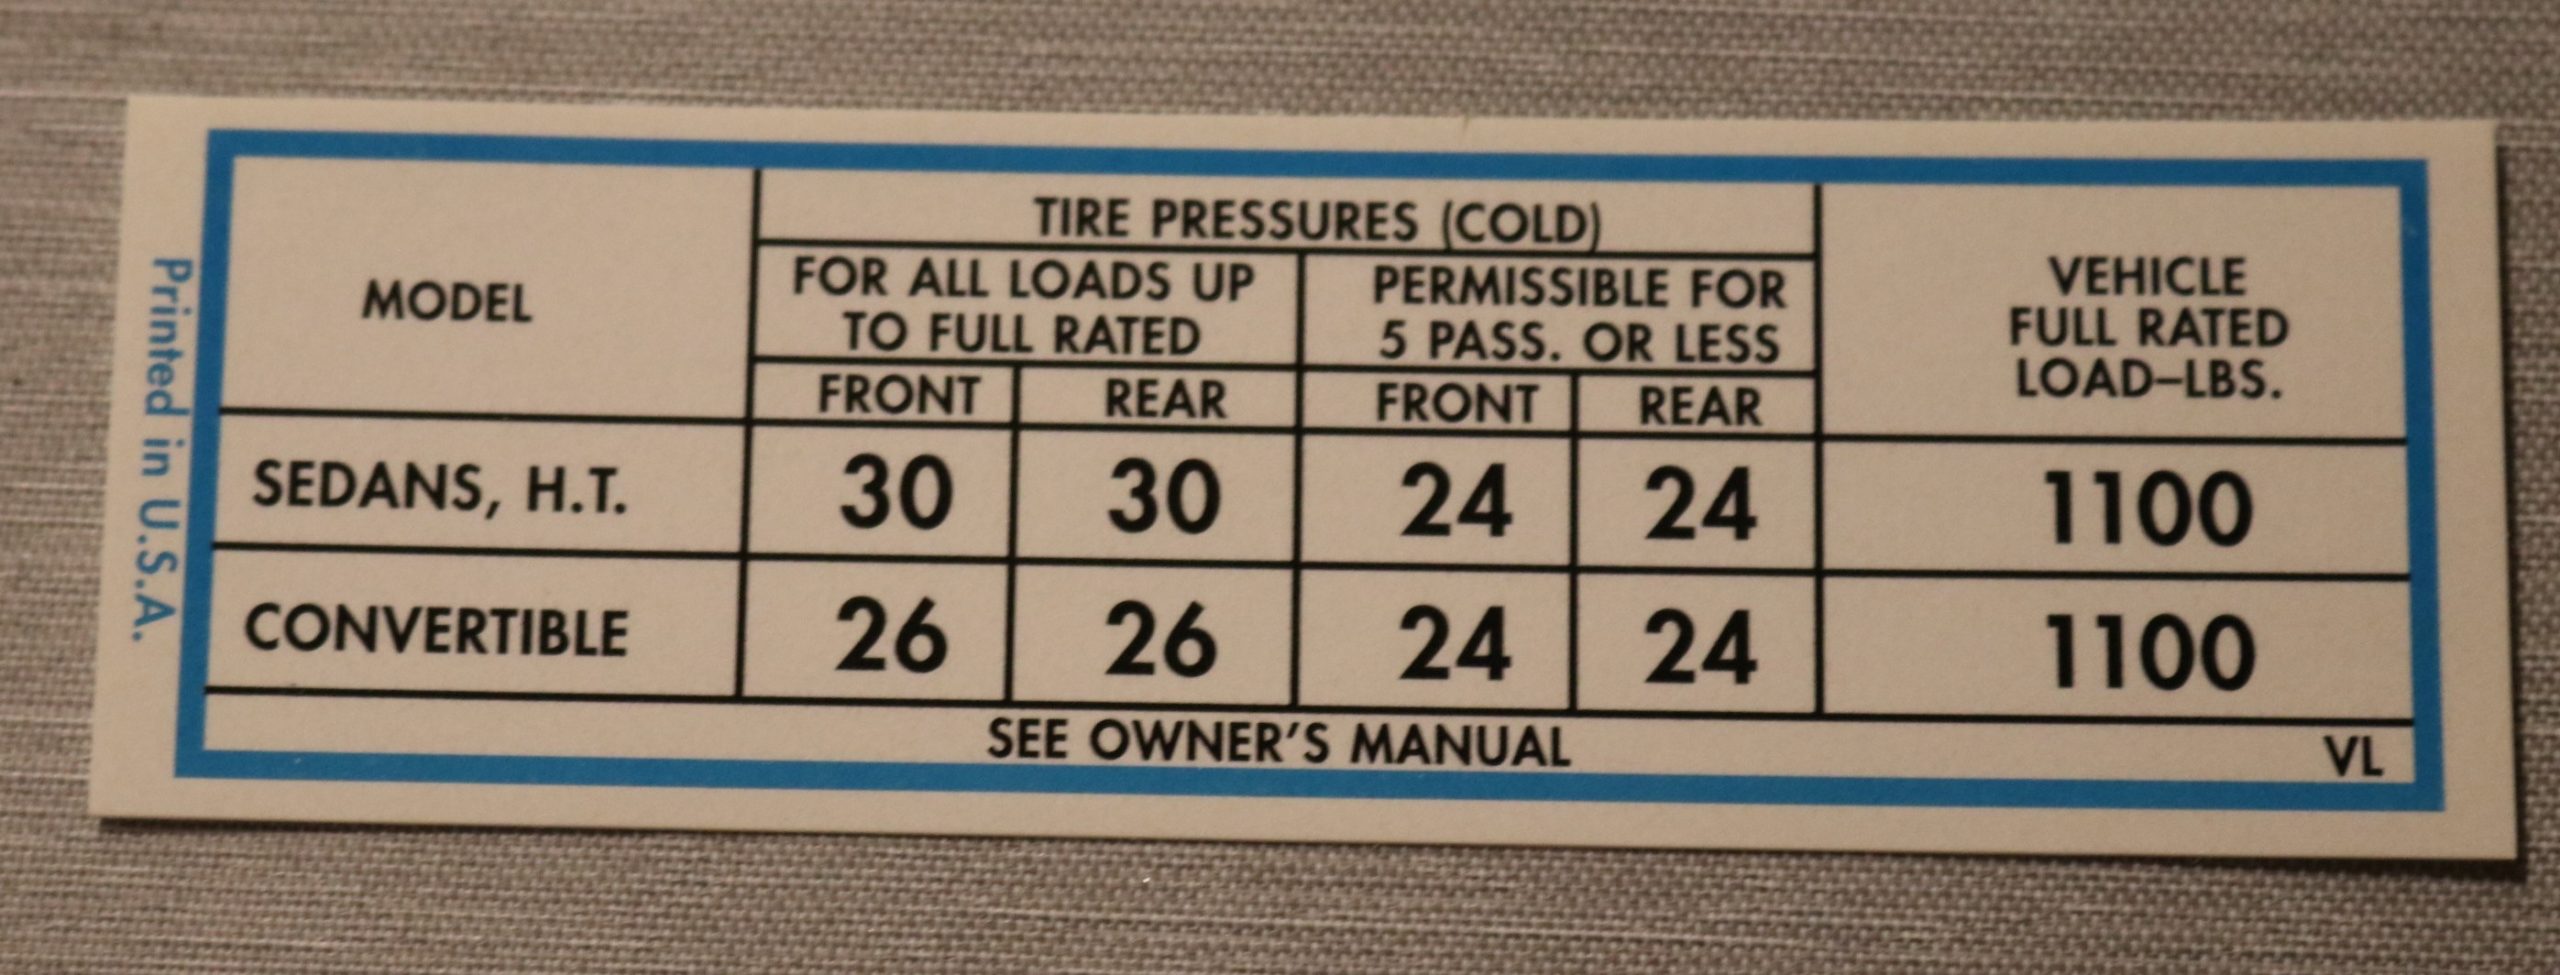 TIRE PRESSURES (COLD)
MODEL
FOR ALL LOADS UP
TO FULL RATED
PERMISSIBLE FOR
5 PASS. OR LESS
VEHICLE
FULL RATED
LOAD–LBS.
FRONT REAR FRONT REAR
SEDANS, H.T. 30 30 24 24 1100
CONVERTIBLE 26 26 24 24 1100
SEE OWNER'S MANUAL VL
Printed in U.S.A.